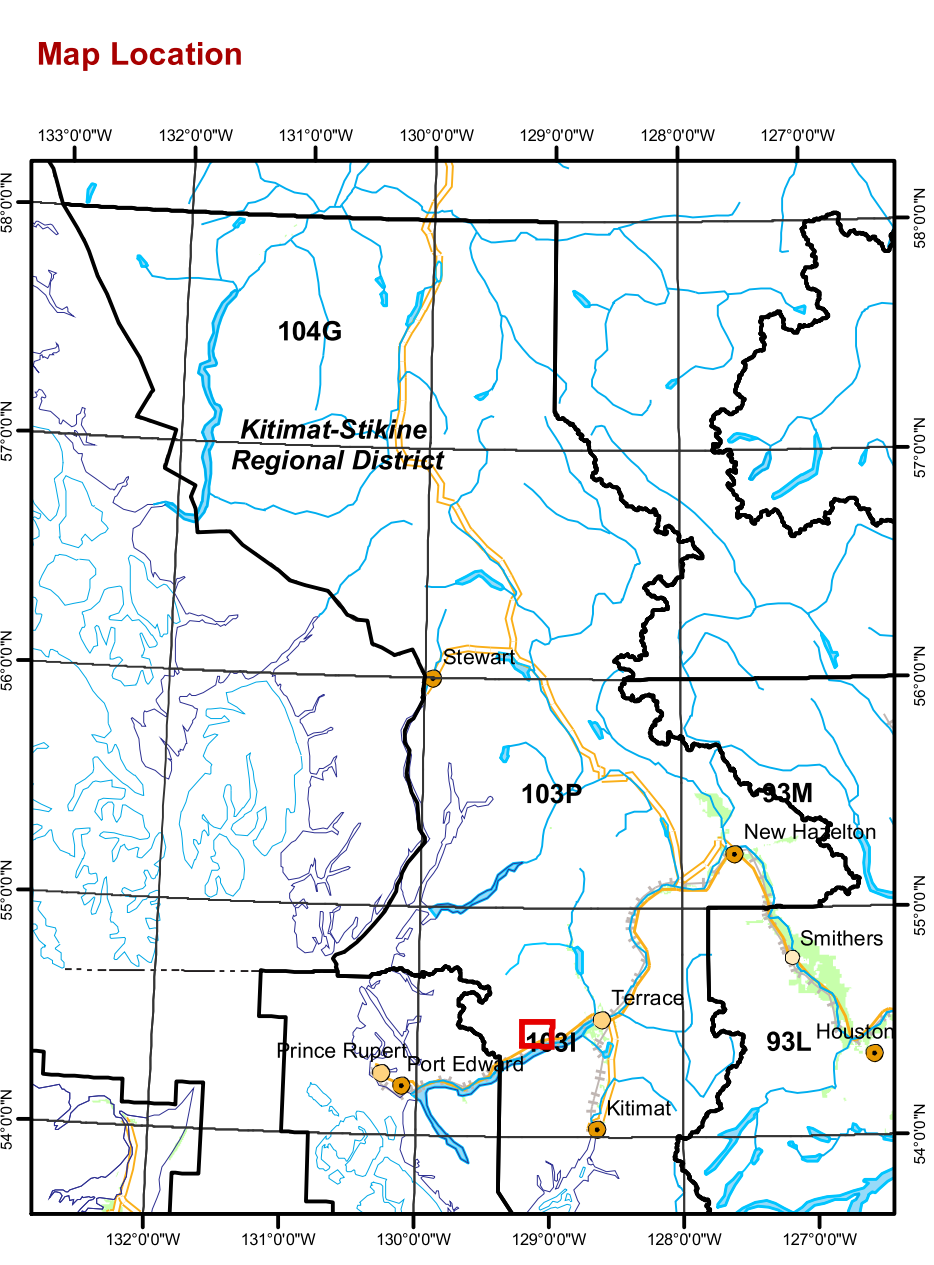 Map Location
133°0'0"W 132°0'0"W 131°0'0"W 130°0'0"W 129°0'0"W 128°0'0"W 127°0'0"W
58°0'0"N
58°0'0"N
104G
Kitimat-Stikine
Regional District
57°0'0"N
57°0'0"N
56°0'0"N
Stewart
56°0'0"N
103P
93M
New Hazelton
55°0'0"N
55°0'0"N
Smithers
Terrace
103I
93L
Houston
Prince Rupert
Port Edward
Kitimat
54°0'0"N
54°0'0"N
132°0'0"W 131°0'0"W 130°0'0"W 129°0'0"W 128°0'0"W 127°0'0"W